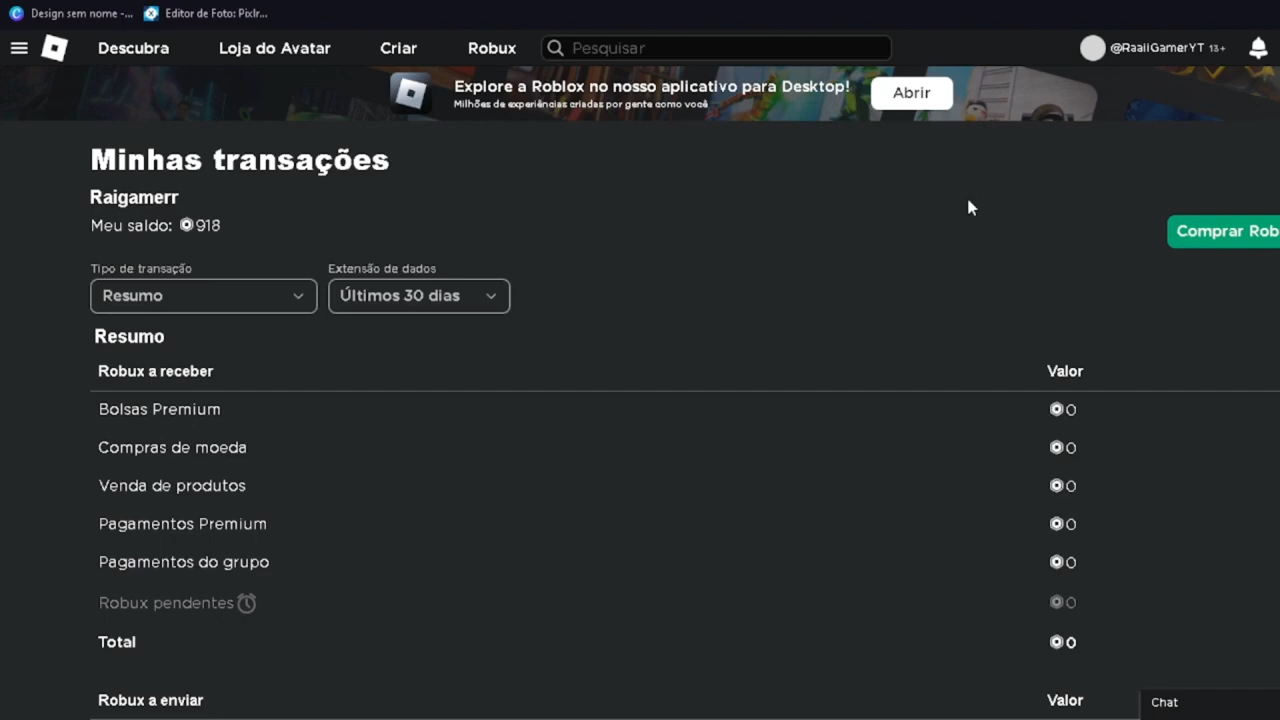 Design sem nome -... Editor de Foto: Pixlr...
Descubra Loja do Avatar Criar Robux Pesquisar @RaaiiGamerYT 13+
Explore a Roblox no nosso aplicativo para Desktop!
Milhões de experiências criadas por gente como você
Abrir
Minhas transações
Raigamerr
Meu saldo: 918
Comprar Rob
Tipo de transação Extensão de dados
Resumo Últimos 30 dias
Resumo
Robux a receber Valor
Bolsas Premium 0
Compras de moeda 0
Venda de produtos 0
Pagamentos Premium 0
Pagamentos do grupo 0
Robux pendentes 0
Total 0
Robux a enviar Valor
Chat